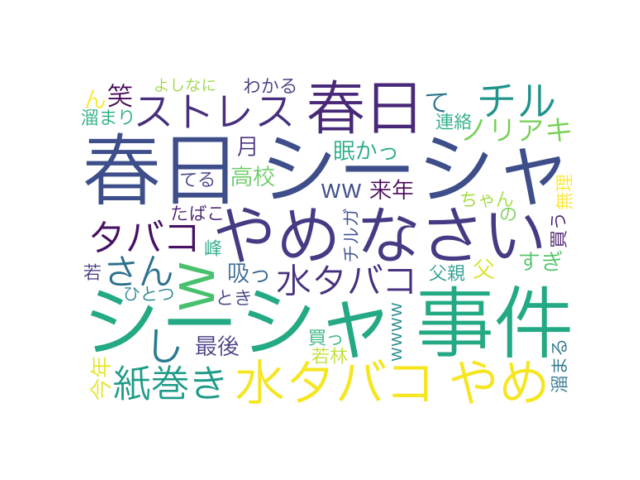 よしなに わかる
ん 笑 ストレス 春日 て チル
溜まり 連絡 ノリアキ
月 眠かっ
春日 シーシャ
てる 高校 ww 来年 ちゃん 無理
たばこ の
タバコ やめ なさい チルガ 買う
峰 すぎ
若 さん W 吸っ 水タバコ 父親 父
ひとつ とき
シーシャ 事件
し 最後 買っ wwww
若林 溜まる
今年 紙巻き 水タバコ やめ